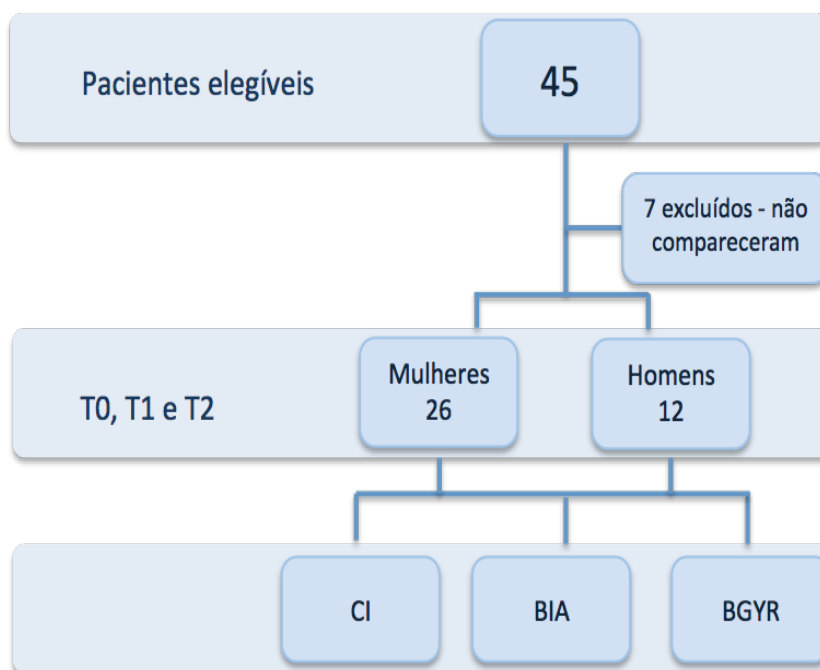 Pacientes elegíveis
45
7 excluídos - não
compareceram
T0, T1 e T2
Mulheres
26
Homens
12
CI
BIA
BGYR